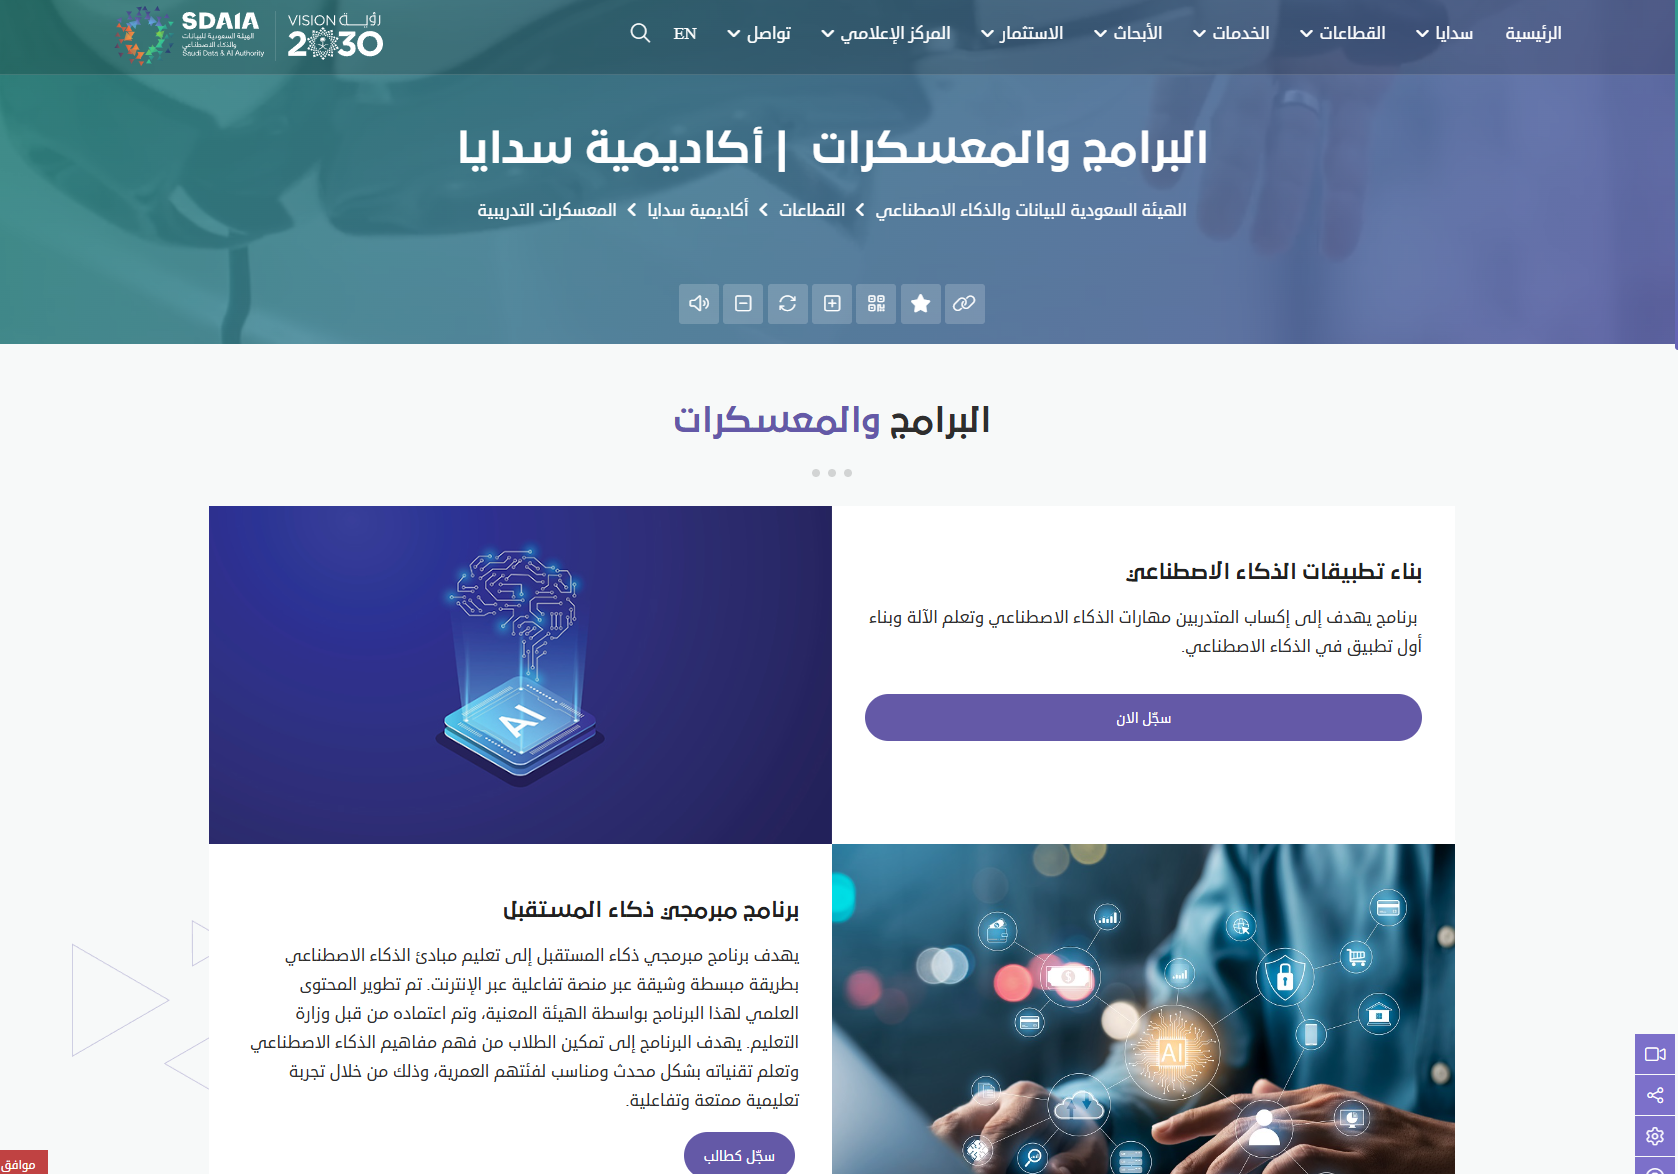 الرئيسية
سدايا
القطاعات
الخدمات
الأبحاث
الاستثمار
المركز الإعلامي
تواصل
EN
رؤيــة VISION
2030
SDAIA
الهيئة السعودية للبيانات
والذكاء الاصطناعي
Saudi Data & AI Authority
البرامج والمعسكرات | أكاديمية سدايا
الهيئة السعودية للبيانات والذكاء الاصطناعي
القطاعات
أكاديمية سدايا
المعسكرات التدريبية
البرامج والمعسكرات
بناء تطبيقات الذكاء الاصطناعي
برنامج يهدف إلى إكساب المتدربين مهارات الذكاء الاصطناعي وتعلم الآلة وبناء
أول تطبيق في الذكاء الاصطناعي.
سجّل الان
AI
برنامج مبرمجي ذكاء المستقبل
يهدف برنامج مبرمجي ذكاء المستقبل إلى تعليم مبادئ الذكاء الاصطناعي
بطريقة مبسطة وشيقة عبر منصة تفاعلية عبر الإنترنت. تم تطوير المحتوى
العلمي لهذا البرنامج بواسطة الهيئة المعنية، وتم اعتماده من قبل وزارة
التعليم. يهدف البرنامج إلى تمكين الطلاب من فهم مفاهيم الذكاء الاصطناعي
وتعلم تقنياته بشكل محدث ومناسب لفئتهم العمرية، وذلك من خلال تجربة
تعليمية ممتعة وتفاعلية.
سجّل كطالب
AI
موافق